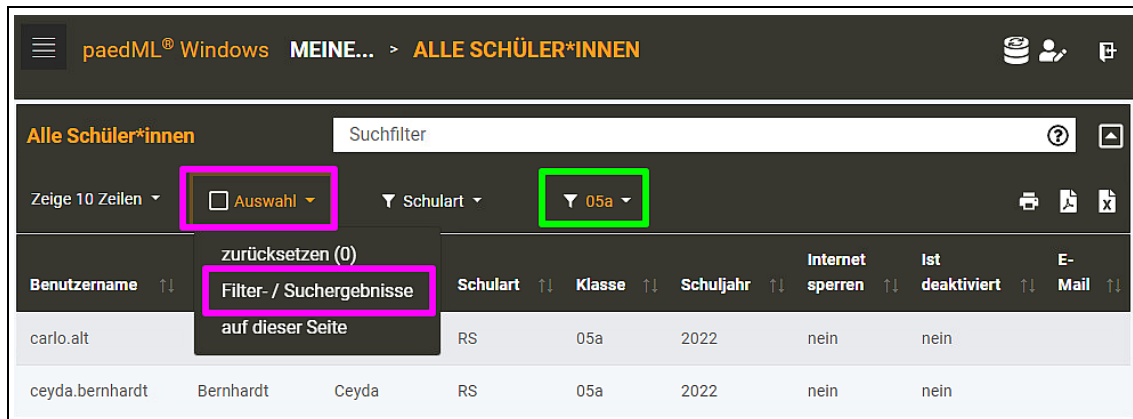 paedML® Windows MEINE... > ALLE SCHÜLER*INNEN
Alle Schüler*innen Suchfilter
Zeige 10 Zeilen Auswahl Schulart 05a
zurücksetzen (0)
Filter- / Suchergebnisse
auf dieser Seite
Benutzername Schulart Klasse Schuljahr Internet sperren Ist deaktiviert E-Mail
carlo.alt RS 05a 2022 nein nein
ceyda.bernhardt Bernhardt Ceyda RS 05a 2022 nein nein